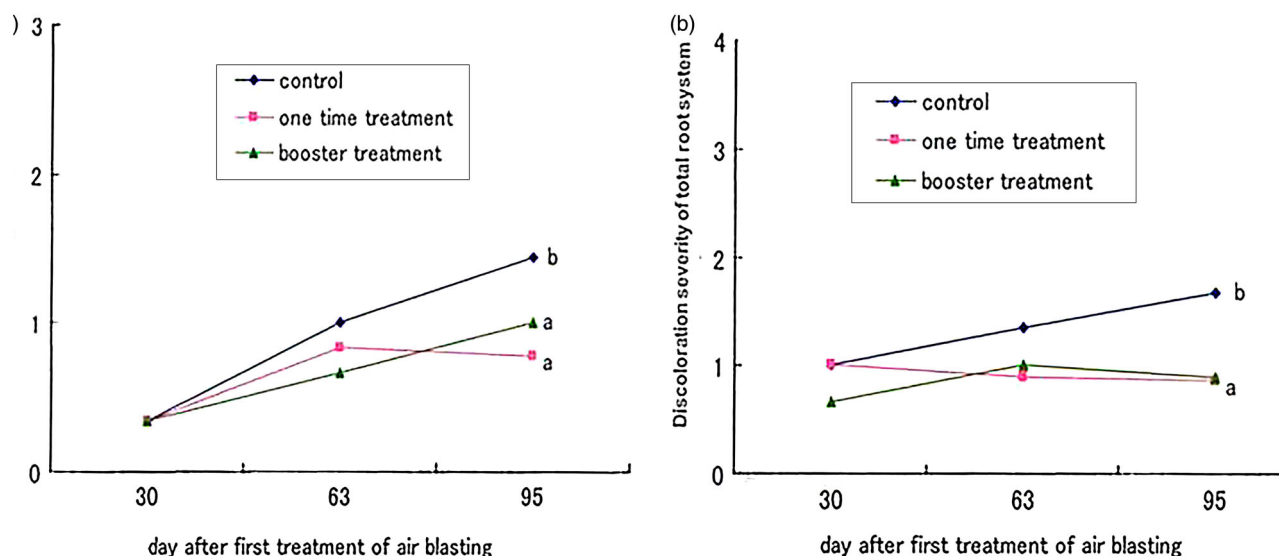 )
3
2
1
0
control
one time treatment
booster treatment
b
a
a
30 63 95
day after first treatment of air blasting
(b)
Discoloration severity of total root system
4
3
2
1
0
control
one time treatment
booster treatment
b
a
30 63 95
day after first treatment of air blasting